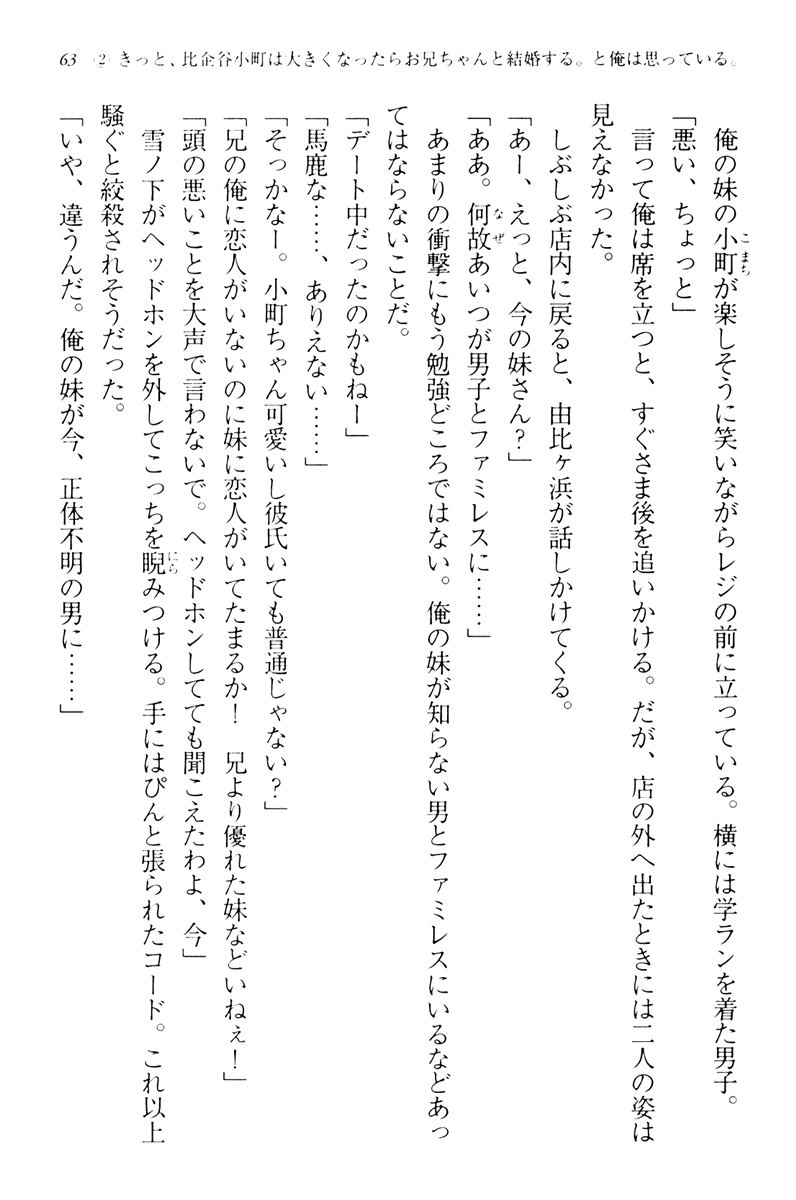 63 ② きっと、比企谷小町は大きくなったらお兄ちゃんと結婚する。と俺は思っている。
俺の妹の小町が楽しそうに笑いながらレジの前に立っている。横には学ランを着た男子。
「悪い、ちょっと」
言って俺は席を立つと、すぐさま後を追いかける。だが、店の外へ出たときには二人の姿は
見えなかった。
しぶしぶ店内に戻ると、由比ヶ浜が話しかけてくる。
「あー、えっと、今の妹さん？」
「ああ。何故あいつが男子とファミレスに……」
あまりの衝撃にもう勉強どころではない。俺の妹が知らない男とファミレスにいるなどあっ
てはならないことだ。
「デート中だったのかもねー」
「馬鹿な……、ありえない……」
「そっかなー。小町ちゃん可愛いし彼氏いても普通じゃない？」
「兄の俺に恋人がいないのに妹に恋人がいてたまるか！　兄より優れた妹などいねぇ！」
「頭の悪いことを大声で言わないで。ヘッドホンしてても聞こえたわよ、今」
雪ノ下がヘッドホンを外してこっちを睨みつける。手にはぴんと張られたコード。これ以上
騒ぐと絞殺されそうだった。
「いや、違うんだ。俺の妹が今、正体不明の男に……」